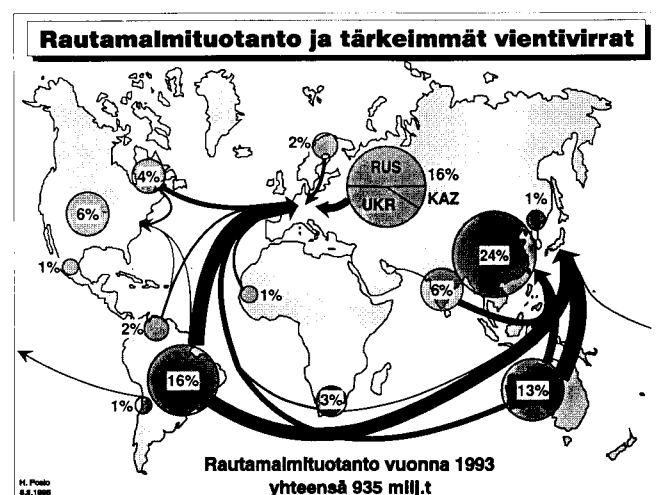 Rautamalmituotanto ja tärkeimmät vientivirrat
2%
RUS
16%
4%
UKR
KAZ
6%
1%
24%
1%
6%
1%
2%
16%
3%
13%
1%
Rautamalmituotanto vuonna 1993
yhteensä 935 milj.t
H. Posio